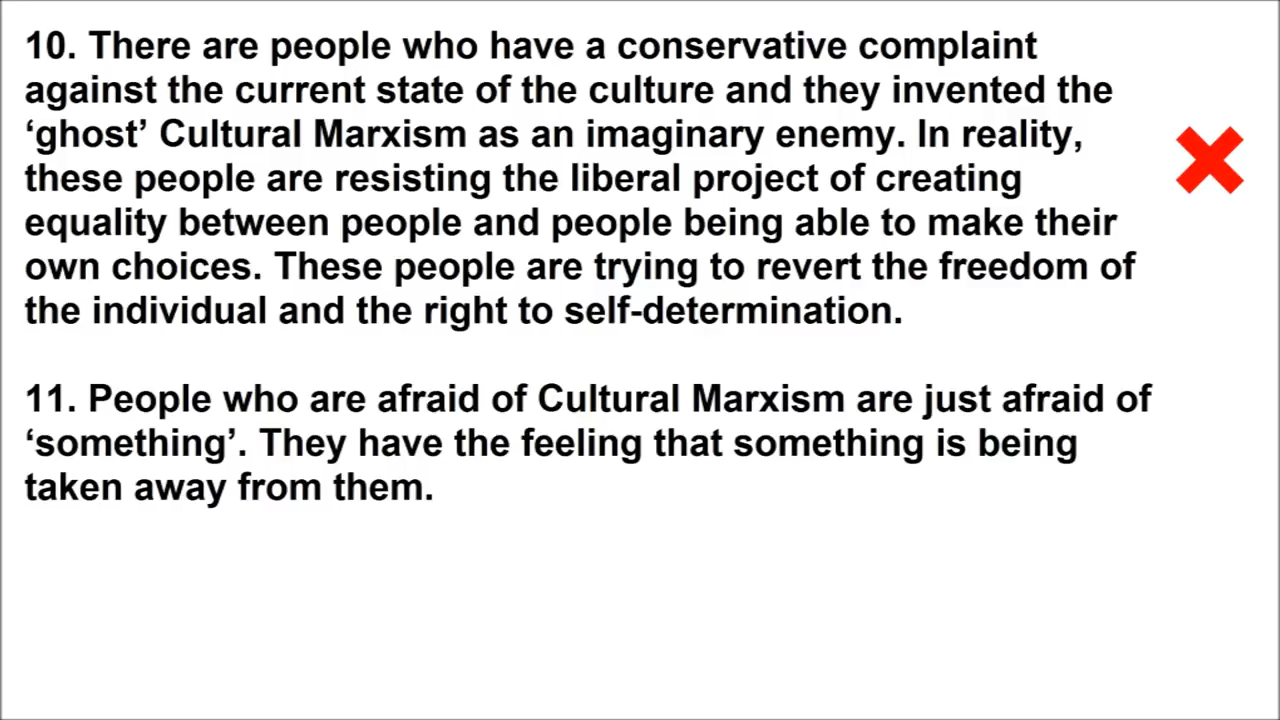 10. There are people who have a conservative complaint
against the current state of the culture and they invented the
‘ghost’ Cultural Marxism as an imaginary enemy. In reality,
these people are resisting the liberal project of creating
equality between people and people being able to make their
own choices. These people are trying to revert the freedom of
the individual and the right to self-determination.
11. People who are afraid of Cultural Marxism are just afraid of
‘something’. They have the feeling that something is being
taken away from them.